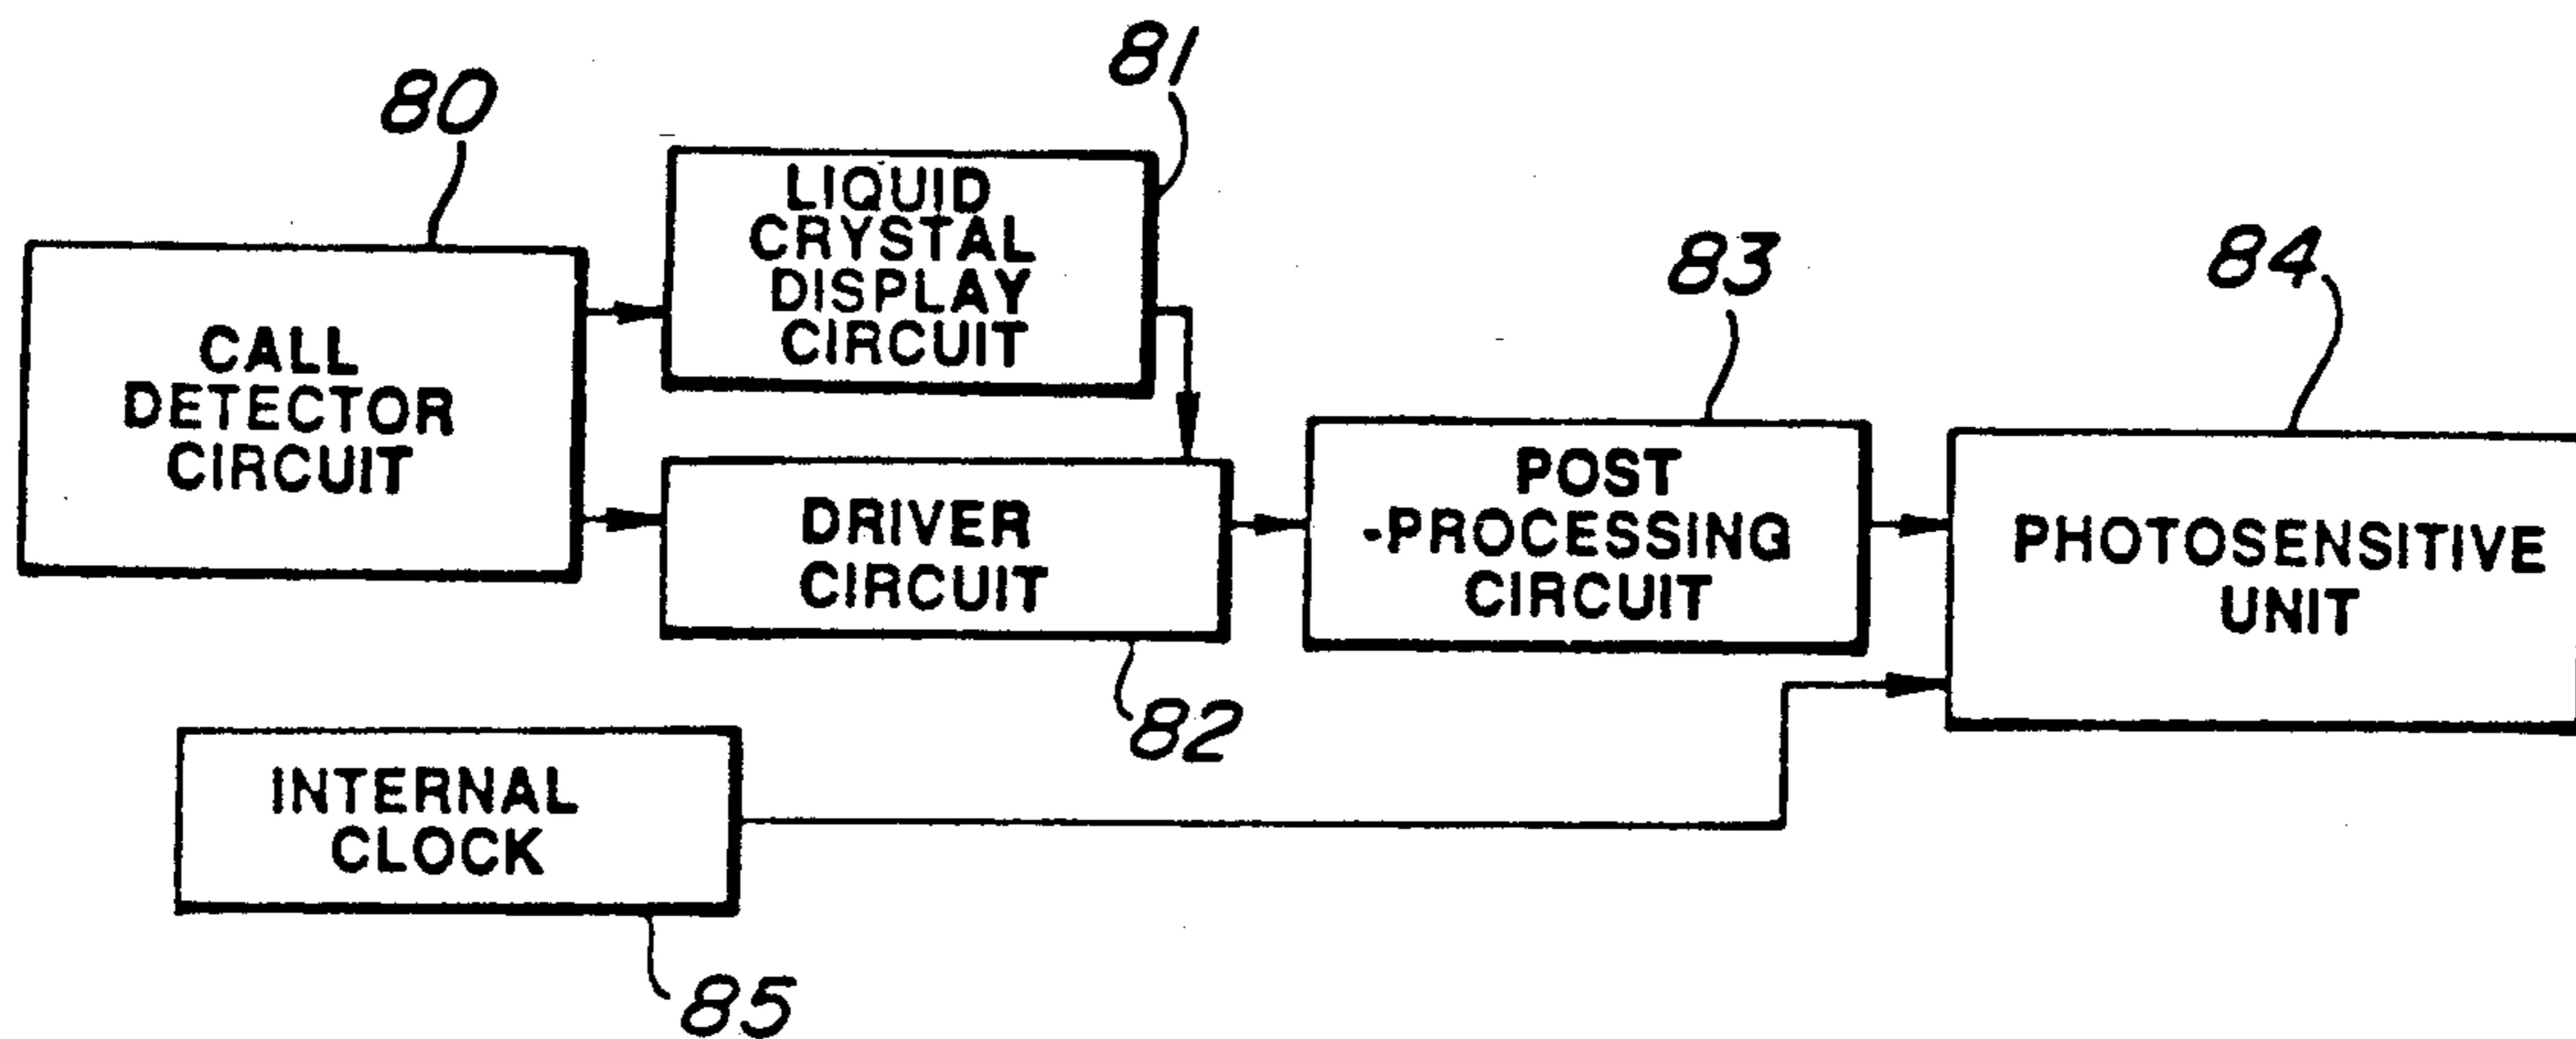 80
CALL
DETECTOR
CIRCUIT
81
LIQUID
CRYSTAL
DISPLAY
CIRCUIT
DRIVER
CIRCUIT
82
83
POST
-PROCESSING
CIRCUIT
84
PHOTOSENSITIVE
UNIT
INTERNAL
CLOCK
85